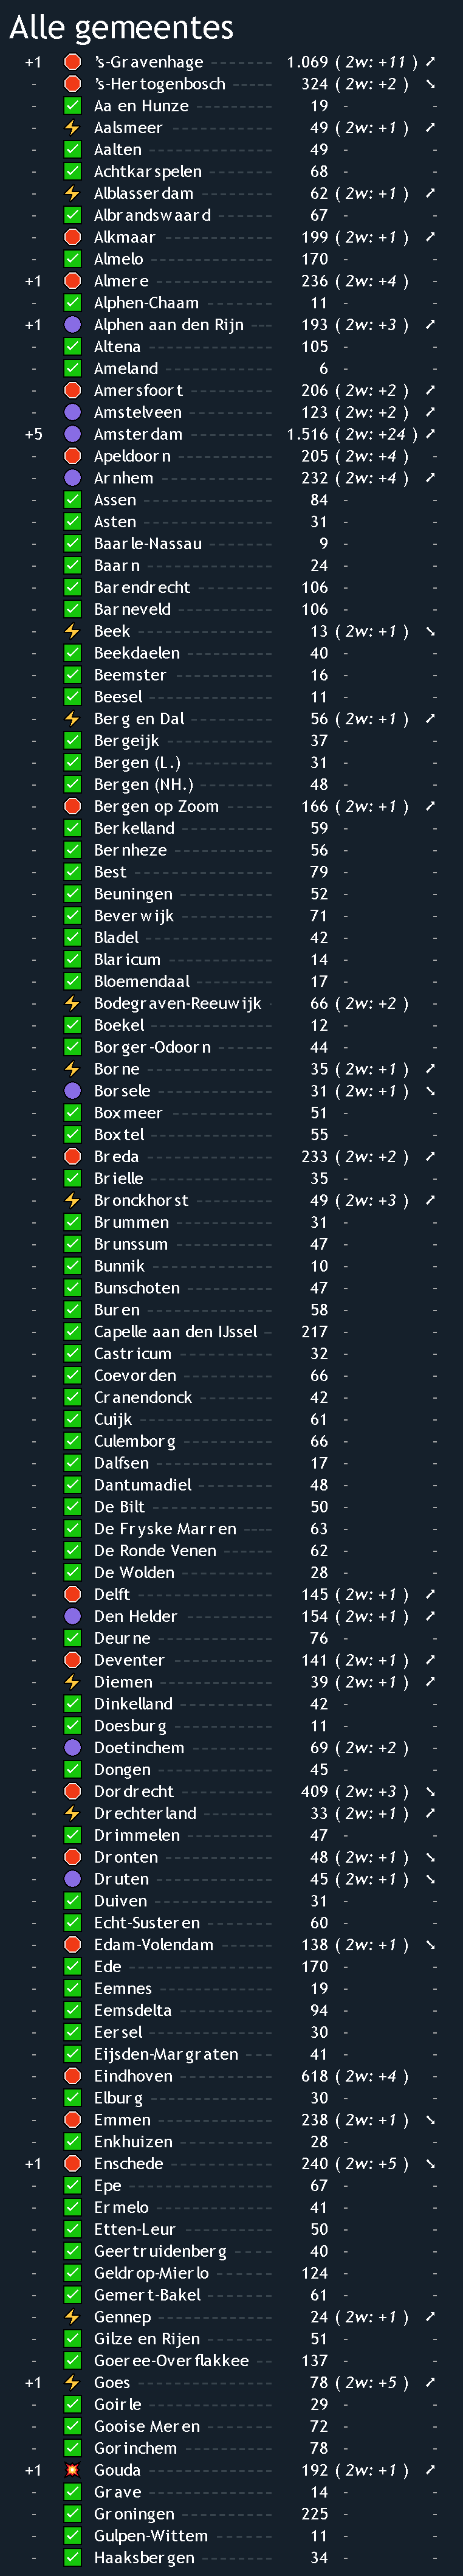 Alle gemeentes
+1 's-Gravenhage 1.069 ( 2w: +11 ) ➚
- 's-Hertogenbosch 324 ( 2w: +2 ) ➘
- Aa en Hunze 19 - -
- Aalsmeer 49 ( 2w: +1 ) ➚
- Aalten 49 - -
- Achtkarspelen 68 - -
- Alblasserdam 62 ( 2w: +1 ) ➚
- Albrandswaard 67 - -
- Alkmaar 199 ( 2w: +1 ) ➚
- Almelo 170 - -
+1 Almere 236 ( 2w: +4 ) -
- Alphen-Chaam 11 - -
+1 Alphen aan den Rijn 193 ( 2w: +3 ) ➚
- Altena 105 - -
- Ameland 6 - -
- Amersfoort 206 ( 2w: +2 ) ➚
- Amstelveen 123 ( 2w: +2 ) ➚
+5 Amsterdam 1.516 ( 2w: +24 ) ➚
- Apeldoorn 205 ( 2w: +4 ) -
- Arnhem 232 ( 2w: +4 ) ➚
- Assen 84 - -
- Asten 31 - -
- Baarle-Nassau 9 - -
- Baarn 24 - -
- Barendrecht 106 - -
- Barneveld 106 - -
- Beek 13 ( 2w: +1 ) ➘
- Beekdaelen 40 - -
- Beemster 16 - -
- Beesel 11 - -
- Berg en Dal 56 ( 2w: +1 ) ➚
- Bergeijk 37 - -
- Bergen (L.) 31 - -
- Bergen (NH.) 48 - -
- Bergen op Zoom 166 ( 2w: +1 ) ➚
- Berkelland 59 - -
- Bernheze 56 - -
- Best 79 - -
- Beuningen 52 - -
- Beverwijk 71 - -
- Bladel 42 - -
- Blaricum 14 - -
- Bloemendaal 17 - -
- Bodegraven-Reeuwijk 66 ( 2w: +2 ) -
- Boekel 12 - -
- Borger-Odoorn 44 - -
- Borne 35 ( 2w: +1 ) ➚
- Borsele 31 ( 2w: +1 ) ➘
- Boxmeer 51 - -
- Boxtel 55 - -
- Breda 233 ( 2w: +2 ) ➚
- Brielle 35 - -
- Bronckhorst 49 ( 2w: +3 ) ➚
- Brummen 31 - -
- Brunssum 47 - -
- Bunnik 10 - -
- Bunschoten 47 - -
- Buren 58 - -
- Capelle aan den IJssel 217 - -
- Castricum 32 - -
- Coevorden 66 - -
- Cranendonck 42 - -
- Cuijk 61 - -
- Culemborg 66 - -
- Dalfsen 17 - -
- Dantumadiel 48 - -
- De Bilt 50 - -
- De Fryske Marren 63 - -
- De Ronde Venen 62 - -
- De Wolden 28 - -
- Delft 145 ( 2w: +1 ) ➚
- Den Helder 154 ( 2w: +1 ) ➚
- Deurne 76 - -
- Deventer 141 ( 2w: +1 ) ➚
- Diemen 39 ( 2w: +1 ) ➚
- Dinkelland 42 - -
- Doesburg 11 - -
- Doetinchem 69 ( 2w: +2 ) -
- Dongen 45 - -
- Dordrecht 409 ( 2w: +3 ) ➘
- Drechterland 33 ( 2w: +1 ) ➚
- Drimmelen 47 - -
- Dronten 48 ( 2w: +1 ) ➘
- Druten 45 ( 2w: +1 ) ➘
- Duiven 31 - -
- Echt-Susteren 60 - -
- Edam-Volendam 138 ( 2w: +1 ) ➘
- Ede 170 - -
- Eemnes 19 - -
- Eemsdelta 94 - -
- Eersel 30 - -
- Eijsden-Margraten 41 - -
- Eindhoven 618 ( 2w: +4 ) -
- Elburg 30 - -
- Emmen 238 ( 2w: +1 ) ➘
- Enkhuizen 28 - -
+1 Enschede 240 ( 2w: +5 ) ➘
- Epe 67 - -
- Ermelo 41 - -
- Etten-Leur 50 - -
- Geertruidenberg 40 - -
- Geldrop-Mierlo 124 - -
- Gemert-Bakel 61 - -
- Gennep 24 ( 2w: +1 ) ➚
- Gilze en Rijen 51 - -
- Goeree-Overflakkee 137 - -
+1 Goes 78 ( 2w: +5 ) ➚
- Goirle 29 - -
- Gooise Meren 72 - -
- Gorinchem 78 - -
+1 Gouda 192 ( 2w: +1 ) ➚
- Grave 14 - -
- Groningen 225 - -
- Gulpen-Wittem 11 - -
- Haaksbergen 34 - -